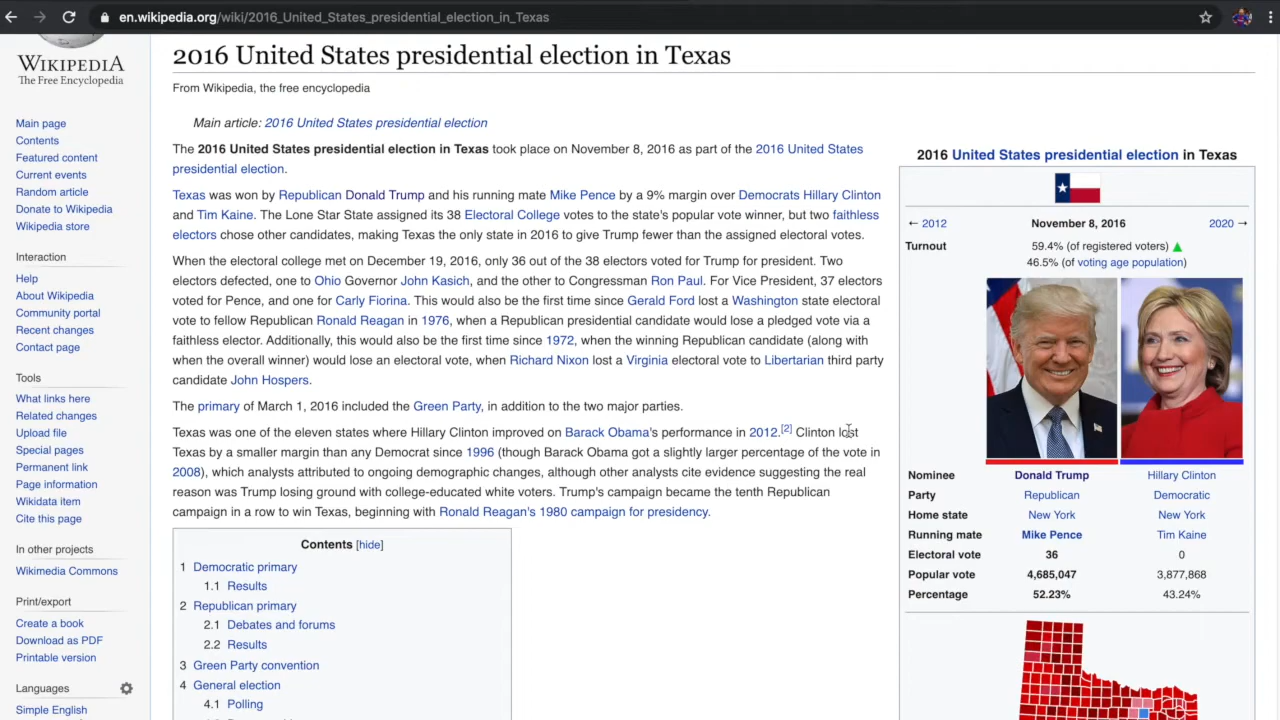 en.wikipedia.org/wiki/2016_United_States_presidential_election_in_Texas
WIKIPEDIA
The Free Encyclopedia
Main page
Contents
Featured content
Current events
Random article
Donate to Wikipedia
Wikipedia store
Interaction
Help
About Wikipedia
Community portal
Recent changes
Contact page
Tools
What links here
Related changes
Upload file
Special pages
Permanent link
Page information
Wikidata item
Cite this page
In other projects
Wikimedia Commons
Print/export
Create a book
Download as PDF
Printable version
Languages
Simple English
2016 United States presidential election in Texas
From Wikipedia, the free encyclopedia
Main article: 2016 United States presidential election
The 2016 United States presidential election in Texas took place on November 8, 2016 as part of the 2016 United States
presidential election.
Texas was won by Republican Donald Trump and his running mate Mike Pence by a 9% margin over Democrats Hillary Clinton
and Tim Kaine. The Lone Star State assigned its 38 Electoral College votes to the state's popular vote winner, but two faithless
electors chose other candidates, making Texas the only state in 2016 to give Trump fewer than the assigned electoral votes.
When the electoral college met on December 19, 2016, only 36 out of the 38 electors voted for Trump for president. Two
electors defected, one to Ohio Governor John Kasich, and the other to Congressman Ron Paul. For Vice President, 37 electors
voted for Pence, and one for Carly Fiorina. This would also be the first time since Gerald Ford lost a Washington state electoral
vote to fellow Republican Ronald Reagan in 1976, when a Republican presidential candidate would lose a pledged vote via a
faithless elector. Additionally, this would also be the first time since 1972, when the winning Republican candidate (along with
when the overall winner) would lose an electoral vote, when Richard Nixon lost a Virginia electoral vote to Libertarian third party
candidate John Hospers.
The primary of March 1, 2016 included the Green Party, in addition to the two major parties.
Texas was one of the eleven states where Hillary Clinton improved on Barack Obama's performance in 2012.[2] Clinton lost
Texas by a smaller margin than any Democrat since 1996 (though Barack Obama got a slightly larger percentage of the vote in
2008), which analysts attributed to ongoing demographic changes, although other analysts cite evidence suggesting the real
reason was Trump losing ground with college-educated white voters. Trump's campaign became the tenth Republican
campaign in a row to win Texas, beginning with Ronald Reagan's 1980 campaign for presidency.
Contents [hide]
1 Democratic primary
1.1 Results
2 Republican primary
2.1 Debates and forums
2.2 Results
3 Green Party convention
4 General election
4.1 Polling
2016 United States presidential election in Texas
← 2012 November 8, 2016 2020 →
Turnout 59.4% (of registered voters)
46.5% (of voting age population)
Nominee Donald Trump Hillary Clinton
Party Republican Democratic
Home state New York New York
Running mate Mike Pence Tim Kaine
Electoral vote 36 0
Popular vote 4,685,047 3,877,868
Percentage 52.23% 43.24%